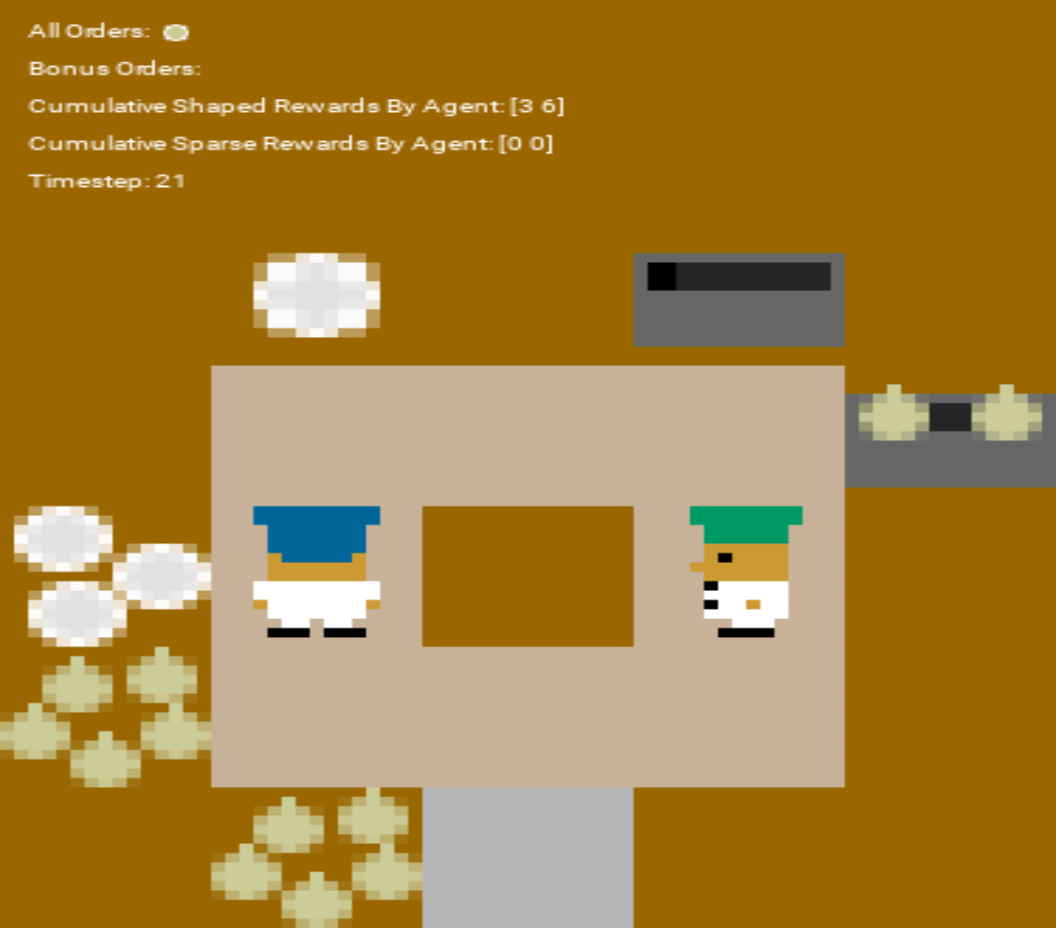 All Orders:
Bonus Orders:
Cumulative Shaped Rewards By Agent: [3 6]
Cumulative Sparse Rewards By Agent: [0 0]
Timestep: 21